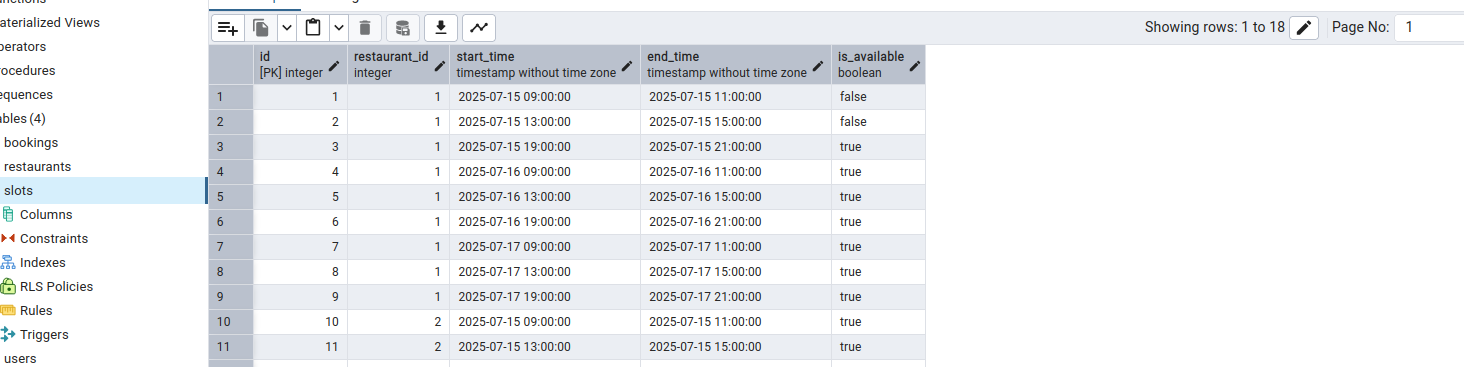 aterialized Views
perators
rocedures
equences
ables (4)
bookings
restaurants
slots
Columns
Constraints
Indexes
RLS Policies
Rules
Triggers
users
Showing rows: 1 to 18 Page No: 1
id restaurant_id start_time end_time is_available
[PK] integer integer timestamp without time zone timestamp without time zone boolean
1 1 1 2025-07-15 09:00:00 2025-07-15 11:00:00 false
2 2 1 2025-07-15 13:00:00 2025-07-15 15:00:00 false
3 3 1 2025-07-15 19:00:00 2025-07-15 21:00:00 true
4 4 1 2025-07-16 09:00:00 2025-07-16 11:00:00 true
5 5 1 2025-07-16 13:00:00 2025-07-16 15:00:00 true
6 6 1 2025-07-16 19:00:00 2025-07-16 21:00:00 true
7 7 1 2025-07-17 09:00:00 2025-07-17 11:00:00 true
8 8 1 2025-07-17 13:00:00 2025-07-17 15:00:00 true
9 9 1 2025-07-17 19:00:00 2025-07-17 21:00:00 true
10 10 2 2025-07-15 09:00:00 2025-07-15 11:00:00 true
11 11 2 2025-07-15 13:00:00 2025-07-15 15:00:00 true